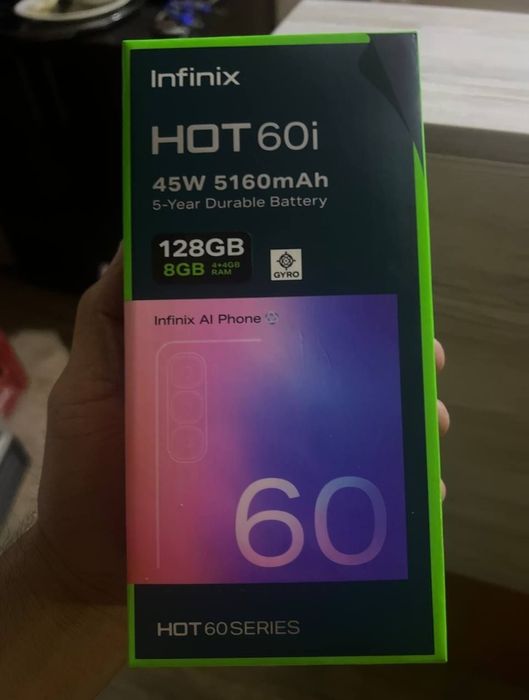 Infinix
HOT 60i
45W 5160mAh
5-Year Durable Battery
128GB
8GB 4+4GB RAM
GYRO
Infinix AI Phone
60
HOT 60 SERIES